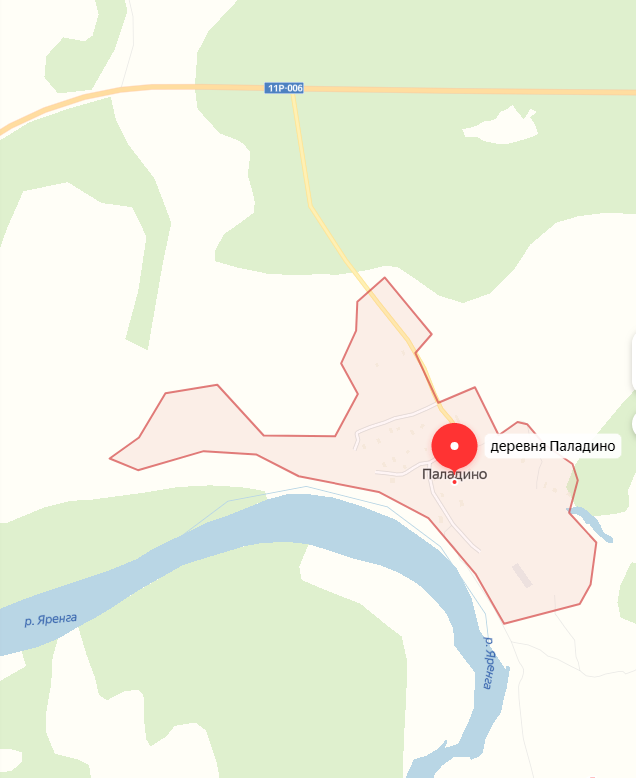 11Р-006
деревня Паладино
Паладино
р. Яренга
р. Яренга